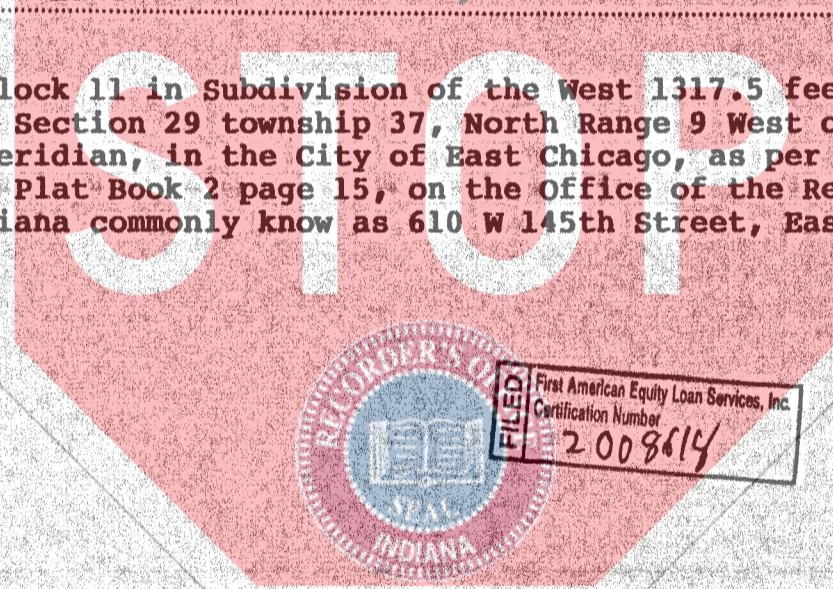 STOP
lock 11 in Subdivision of the West 1317.5 fee
Section 29 township 37, North Range 9 West
eridian, in the City of East Chicago, as per
Plat Book 2 page 15, on the Office of the Re
iana commonly know as 610 W 145th Street, Eas
RECORDER'S
SEAL
INDIANA
FILED
First American Equity Loan Services, Inc.
Certification Number
2008614